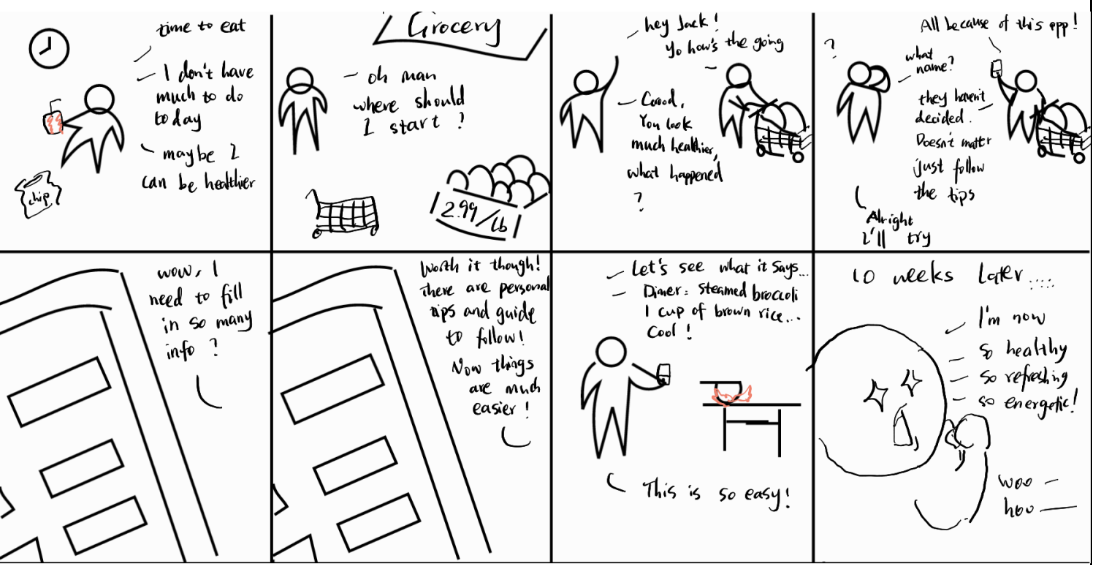 time to eat
I don't have
much to do
today
maybe I
can be healthier
chip
Grocery
oh man
where should
I start ?
2.99/lb
hey Jack !
Yo how's the going
Good,
You look
much healthier,
what happened
?
All because of this app !
?
what
name?
they haven't
decided.
Doesn't matter
just follow
the tips
Alright
I'll try
wow, I
need to fill
in so many
info ?
Worth it though!
there are personal
tips and guide
to follow!
Now things
are much
easier !
Let's see what it says...
Diner: steamed broccoli
1 cup of brown rice...
Cool !
This is so easy!
10 weeks later....
I'm now
so healthy
so refreshing
so energetic!
woo
hoo